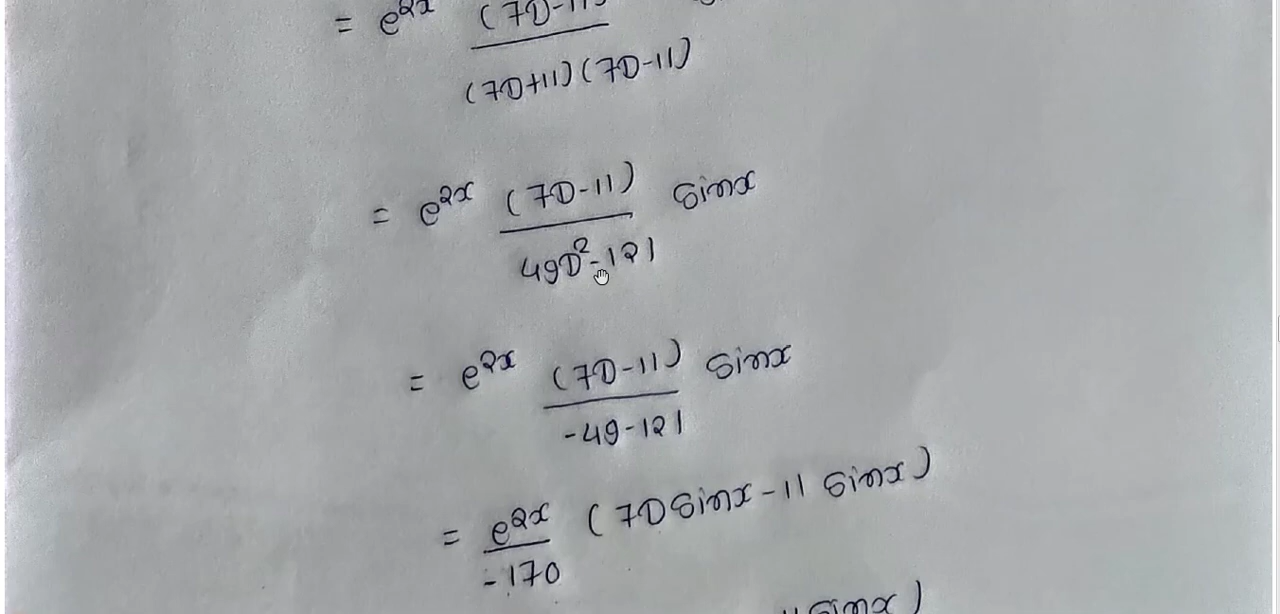 = e^2x (7D-11)
(7D+11)(7D-11)
= e^2x (7D-11) sinx
49D²-121
= e^2x (7D-11) sinx
-49-121
= e^2x (7Dsinx-11 sinx)
-170
sinx)